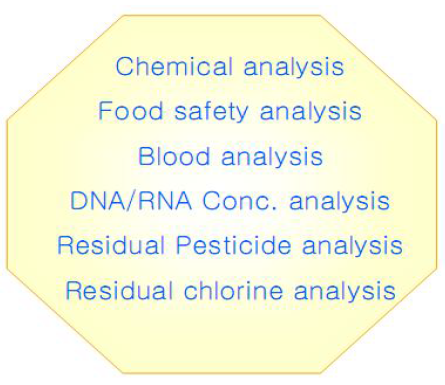 Chemical analysis
Food safety analysis
Blood analysis
DNA/RNA Conc. analysis
Residual Pesticide analysis
Residual chlorine analysis